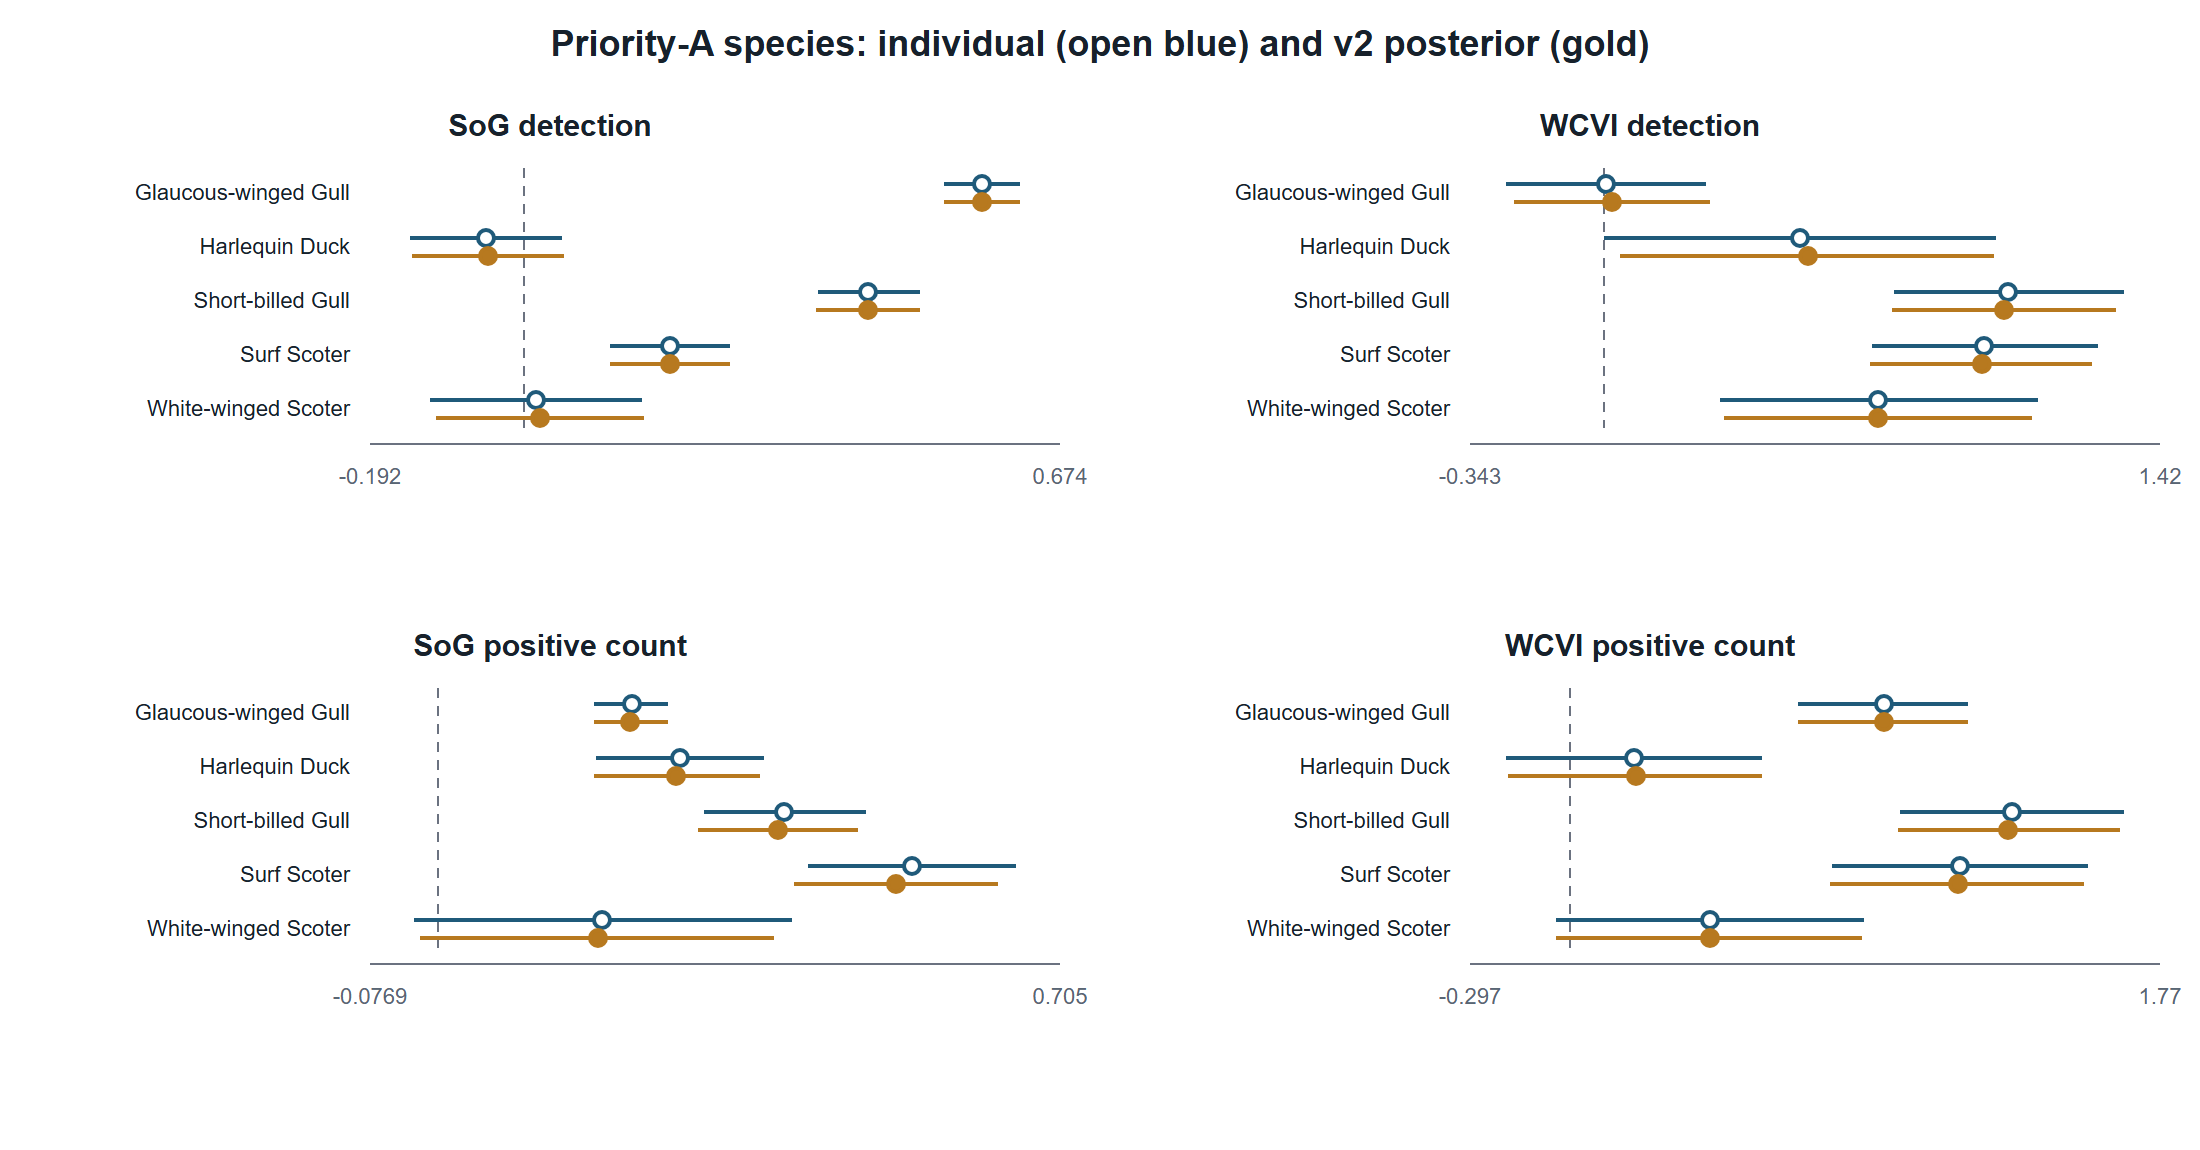 Priority-A species: individual (open blue) and v2 posterior (gold)
SoG detection
Glaucous-winged Gull
Harlequin Duck
Short-billed Gull
Surf Scoter
White-winged Scoter
-0.192
0.674
WCVI detection
Glaucous-winged Gull
Harlequin Duck
Short-billed Gull
Surf Scoter
White-winged Scoter
-0.343
1.42
SoG positive count
Glaucous-winged Gull
Harlequin Duck
Short-billed Gull
Surf Scoter
White-winged Scoter
-0.0769
0.705
WCVI positive count
Glaucous-winged Gull
Harlequin Duck
Short-billed Gull
Surf Scoter
White-winged Scoter
-0.297
1.77